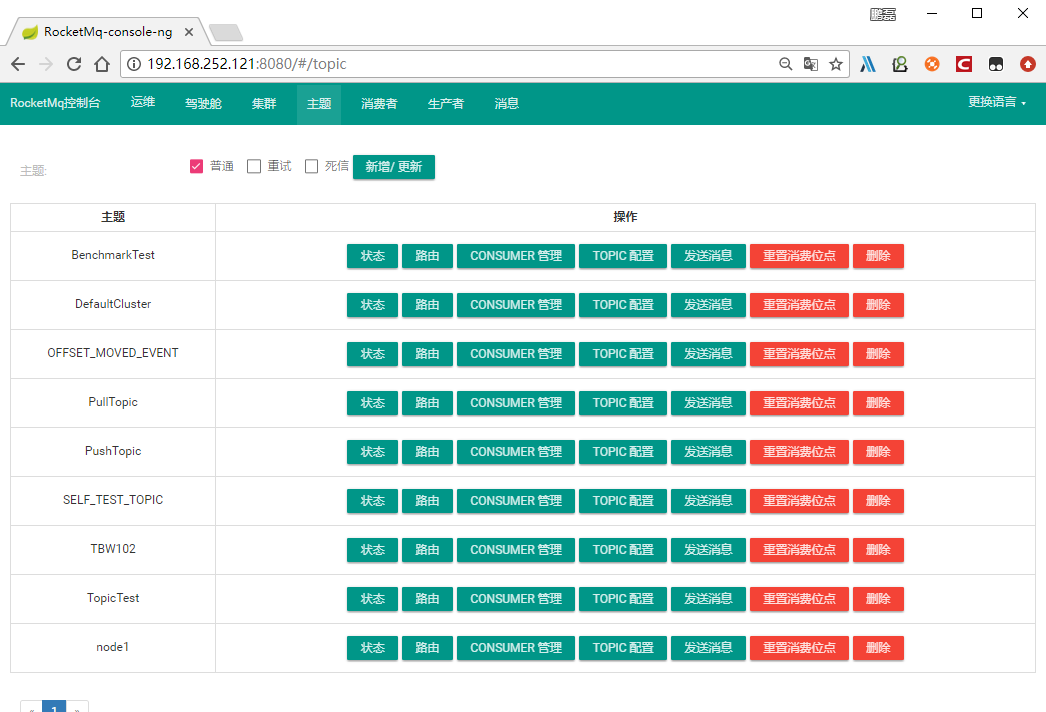 鹏磊
RocketMq-console-ng
192.168.252.121:8080/#/topic
RocketMq控制台 运维 驾驶舱 集群 主题 消费者 生产者 消息 更换语言
主题: 普通 重试 死信 新增/ 更新
主题 操作
BenchmarkTest 状态 路由 CONSUMER 管理 TOPIC 配置 发送消息 重置消费位点 删除
DefaultCluster 状态 路由 CONSUMER 管理 TOPIC 配置 发送消息 重置消费位点 删除
OFFSET_MOVED_EVENT 状态 路由 CONSUMER 管理 TOPIC 配置 发送消息 重置消费位点 删除
PullTopic 状态 路由 CONSUMER 管理 TOPIC 配置 发送消息 重置消费位点 删除
PushTopic 状态 路由 CONSUMER 管理 TOPIC 配置 发送消息 重置消费位点 删除
SELF_TEST_TOPIC 状态 路由 CONSUMER 管理 TOPIC 配置 发送消息 重置消费位点 删除
TBW102 状态 路由 CONSUMER 管理 TOPIC 配置 发送消息 重置消费位点 删除
TopicTest 状态 路由 CONSUMER 管理 TOPIC 配置 发送消息 重置消费位点 删除
node1 状态 路由 CONSUMER 管理 TOPIC 配置 发送消息 重置消费位点 删除
« 1 »